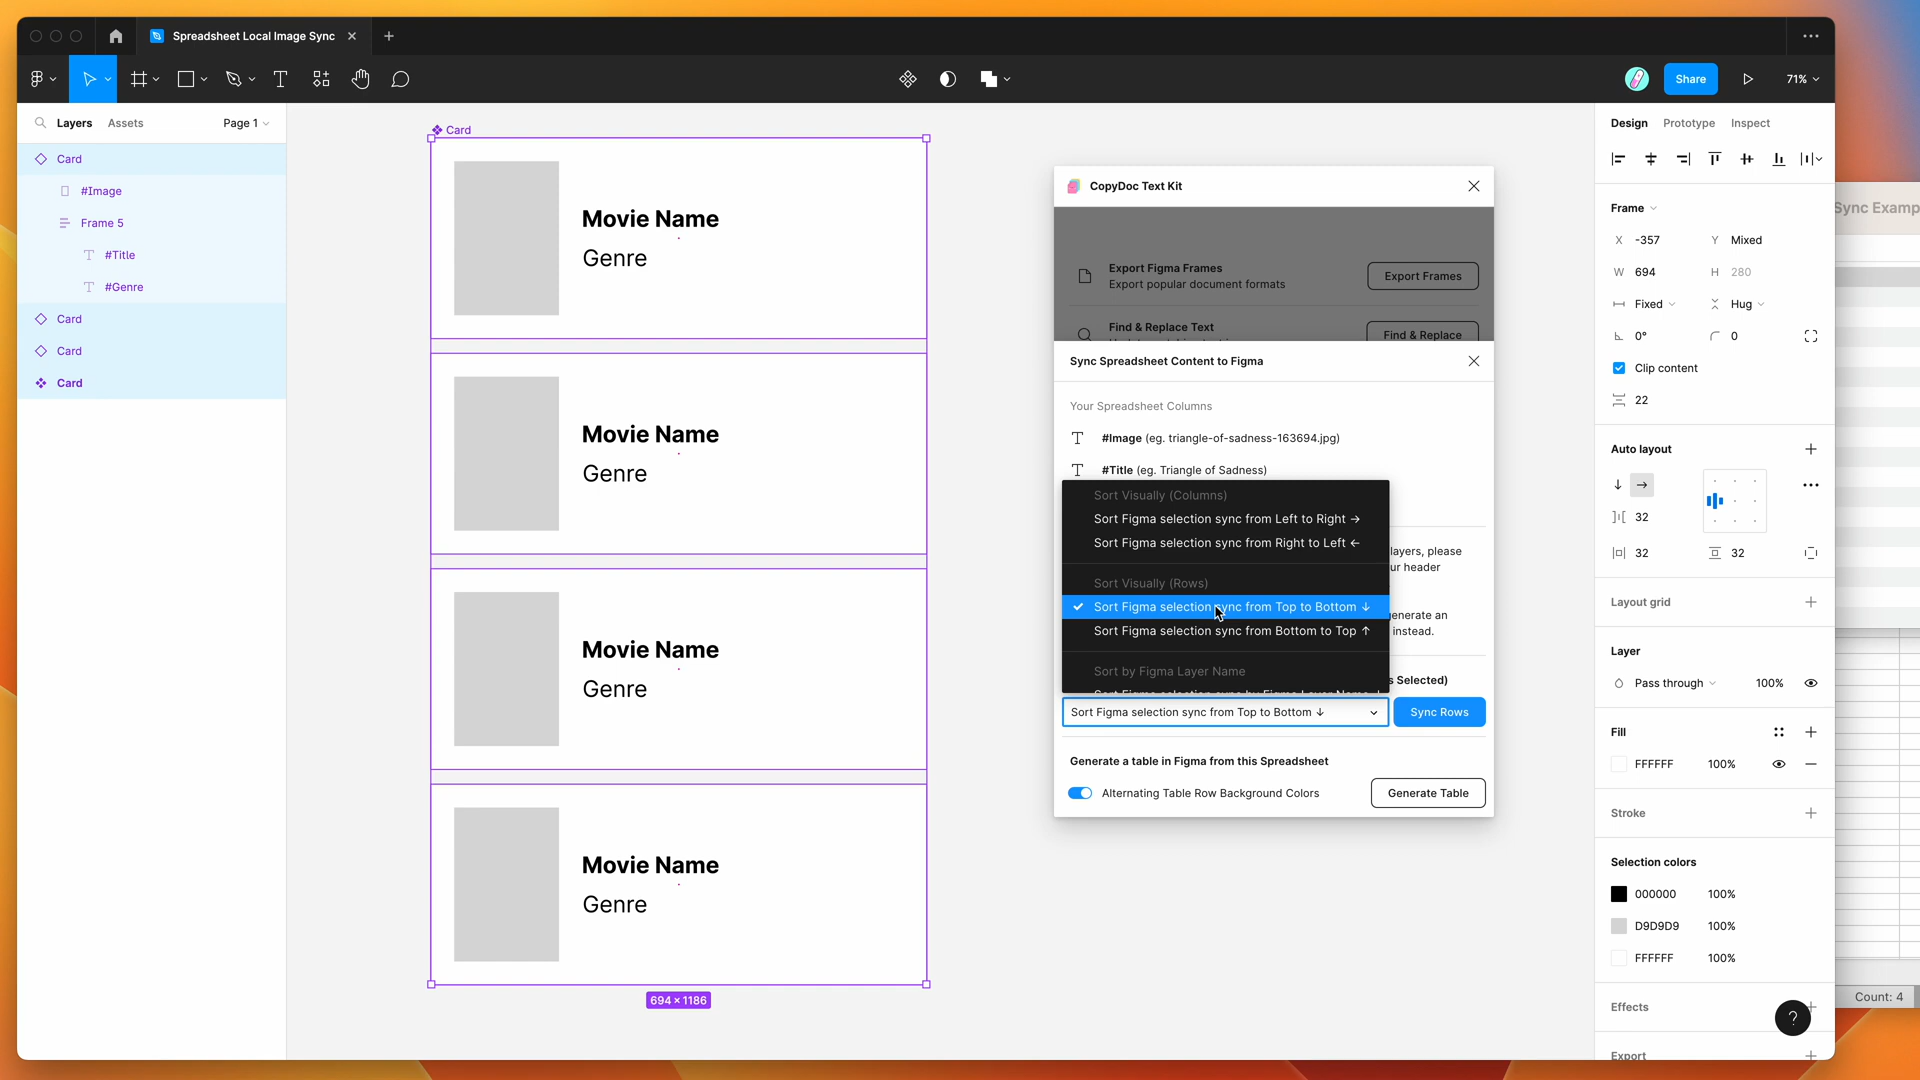 Spreadsheet Local Image Sync
Share
71%
Layers
Assets
Page 1
Card
#Image
Frame 5
#Title
#Genre
Card
Card
Card
Card
Movie Name
Genre
Movie Name
Genre
Movie Name
Genre
Movie Name
Genre
694 × 1186
CopyDoc Text Kit
Export Figma Frames
Export popular document formats
Export Frames
Find & Replace Text
Find & Replace
Sync Spreadsheet Content to Figma
Your Spreadsheet Columns
#Image (eg. triangle-of-sadness-163694.jpg)
#Title (eg. Triangle of Sadness)
Sort Visually (Columns)
Sort Figma selection sync from Left to Right →
Sort Figma selection sync from Right to Left ←
layers, please
ur header
Sort Visually (Rows)
Sort Figma selection sync from Top to Bottom ↓
Sort Figma selection sync from Bottom to Top ↑
enerate an
instead.
Sort by Figma Layer Name
Sort Figma selection sync by Figma Layer Name ↓
s Selected)
Sort Figma selection sync from Top to Bottom ↓
Sync Rows
Generate a table in Figma from this Spreadsheet
Alternating Table Row Background Colors
Generate Table
Design
Prototype
Inspect
Frame
X -357
Y Mixed
W 694
H 280
Fixed
Hug
0°
0
Clip content
22
Auto layout
32
32
32
Layout grid
Layer
Pass through
100%
Fill
FFFFFF
100%
Stroke
Selection colors
000000
100%
D9D9D9
100%
FFFFFF
100%
Effects
?
Export
Sync Examp
Count: 4